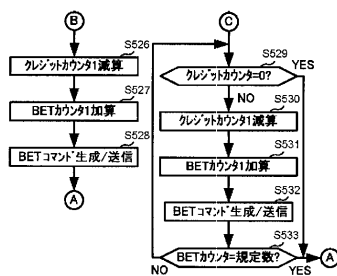 B
S526
クレジットカウンタ1減算
S527
BETカウンタ1加算
S528
BETコマンド生成/送信
A
C
S529
クレジットカウンタ=0?
YES
NO
S530
クレジットカウンタ1減算
S531
BETカウンタ1加算
S532
BETコマンド生成/送信
S533
BETカウンタ=規定数?
NO
YES
A